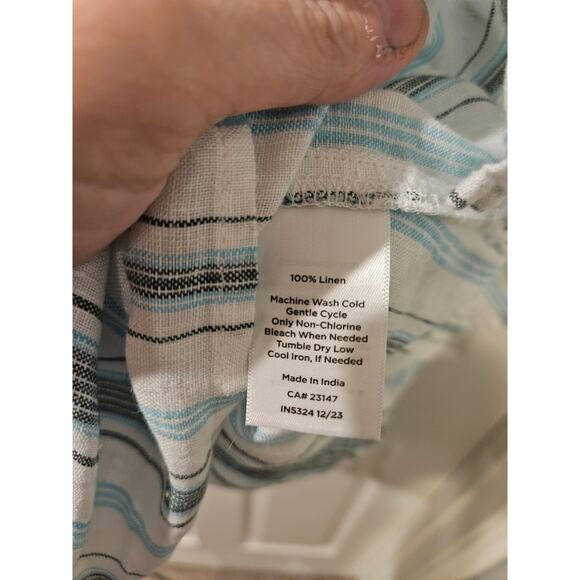 100% Linen
Machine Wash Cold
Gentle Cycle
Only Non-Chlorine
Bleach When Needed
Tumble Dry Low
Cool Iron, If Needed
Made In India
CA# 23147
IN5324 12/23